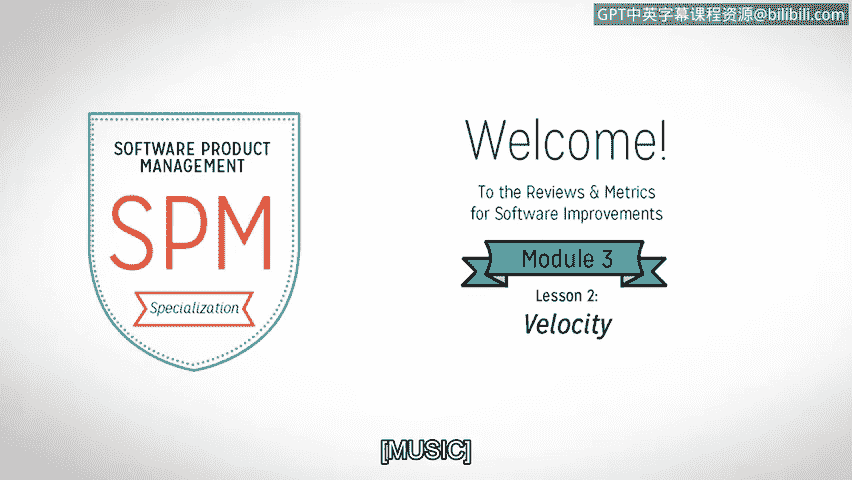 GPT中英字幕课程资源@bilibili.com
SOFTWARE PRODUCT
MANAGEMENT
SPM
Specialization
Welcome!
To the Reviews & Metrics
for Software Improvements
Module 3
Lesson 2:
Velocity
[MUSIC]